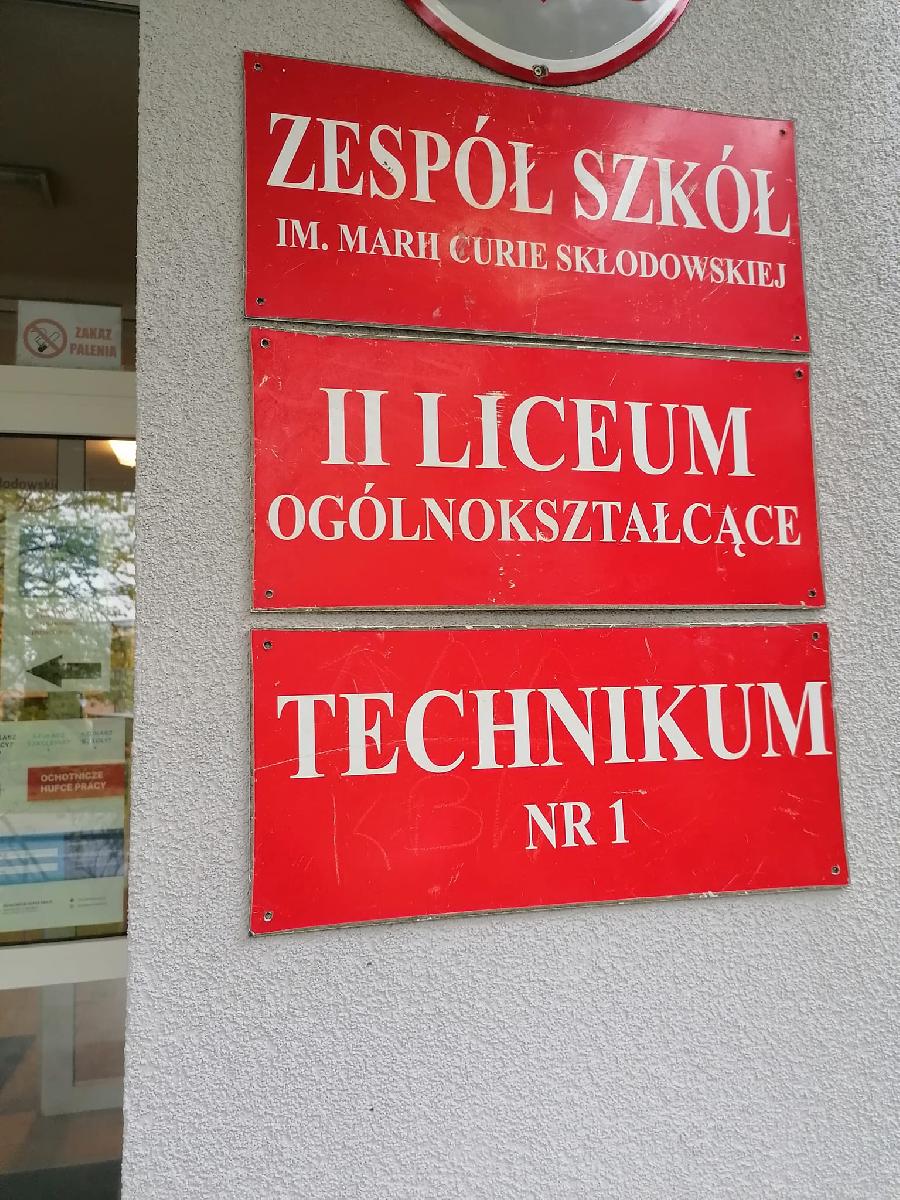 ZESPÓŁ SZKÓŁ
IM. MARII CURIE SKŁODOWSKIEJ
II LICEUM
OGÓLNOKSZTAŁCĄCE
TECHNIKUM
NR 1
ZAKAZ
PALENIA
OCHOTNICZE
HUFCE PRACY